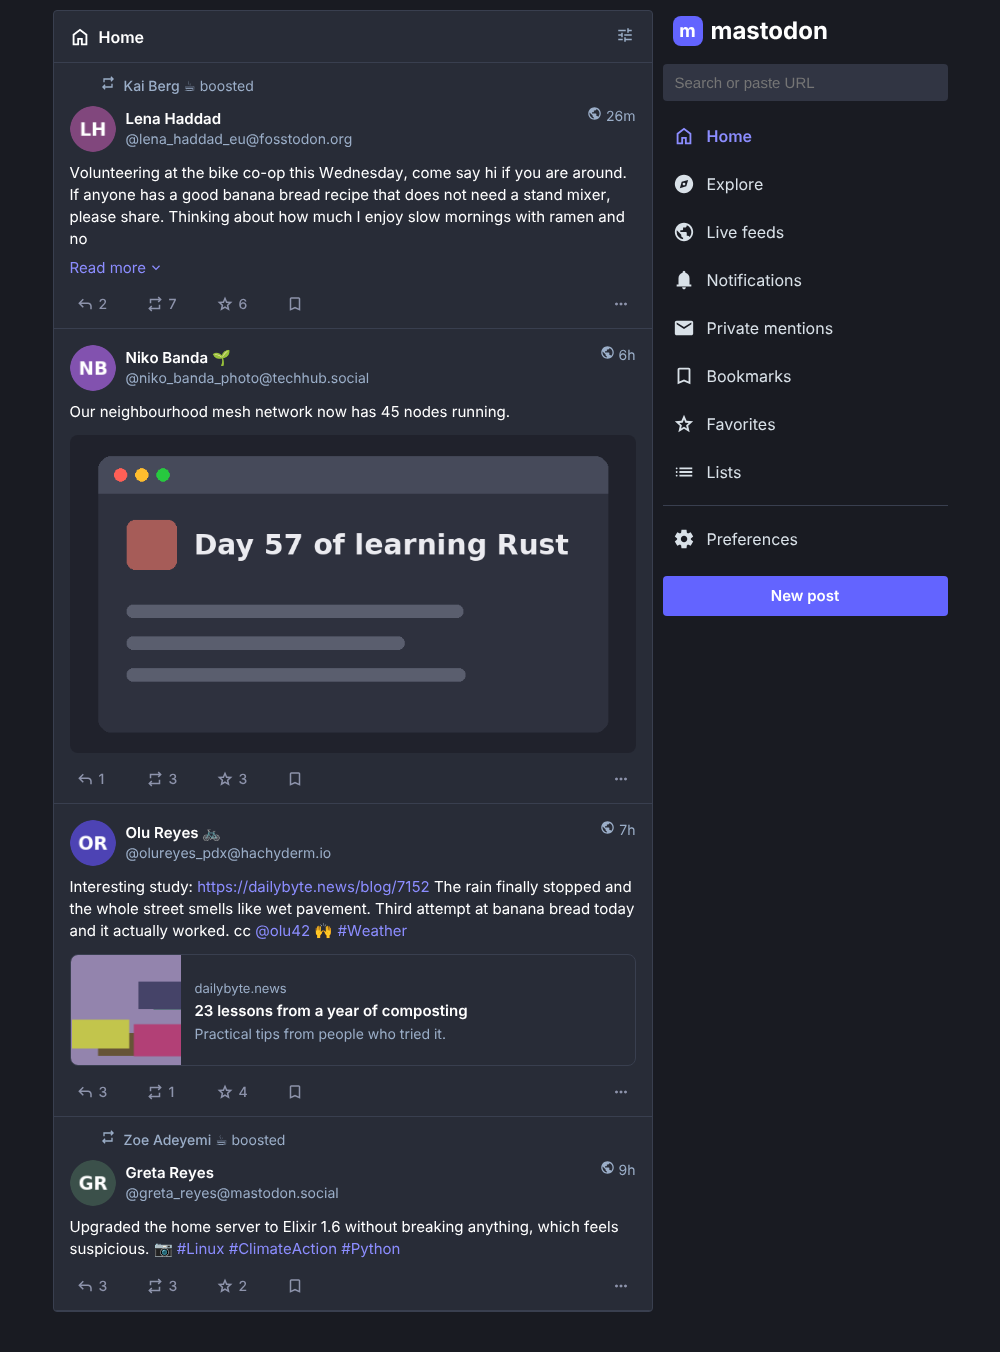 Home
Kai Berg ☕ boosted
LH
Lena Haddad
26m
@lena_haddad_eu@fosstodon.org
Volunteering at the bike co-op this Wednesday, come say hi if you are around.
If anyone has a good banana bread recipe that does not need a stand mixer,
please share. Thinking about how much I enjoy slow mornings with ramen and
no
Read more
2 7 6
NB
Niko Banda 🌱
6h
@niko_banda_photo@techhub.social
Our neighbourhood mesh network now has 45 nodes running.
Day 57 of learning Rust
1 3 3
OR
Olu Reyes 🚲
7h
@olureyes_pdx@hachyderm.io
Interesting study: https://dailybyte.news/blog/7152 The rain finally stopped and
the whole street smells like wet pavement. Third attempt at banana bread today
and it actually worked. cc @olu42 🙌 #Weather
dailybyte.news
23 lessons from a year of composting
Practical tips from people who tried it.
3 1 4
Zoe Adeyemi ☕ boosted
GR
Greta Reyes
9h
@greta_reyes@mastodon.social
Upgraded the home server to Elixir 1.6 without breaking anything, which feels
suspicious. 📷 #Linux #ClimateAction #Python
3 3 2
m mastodon
Search or paste URL
Home
Explore
Live feeds
Notifications
Private mentions
Bookmarks
Favorites
Lists
Preferences
New post